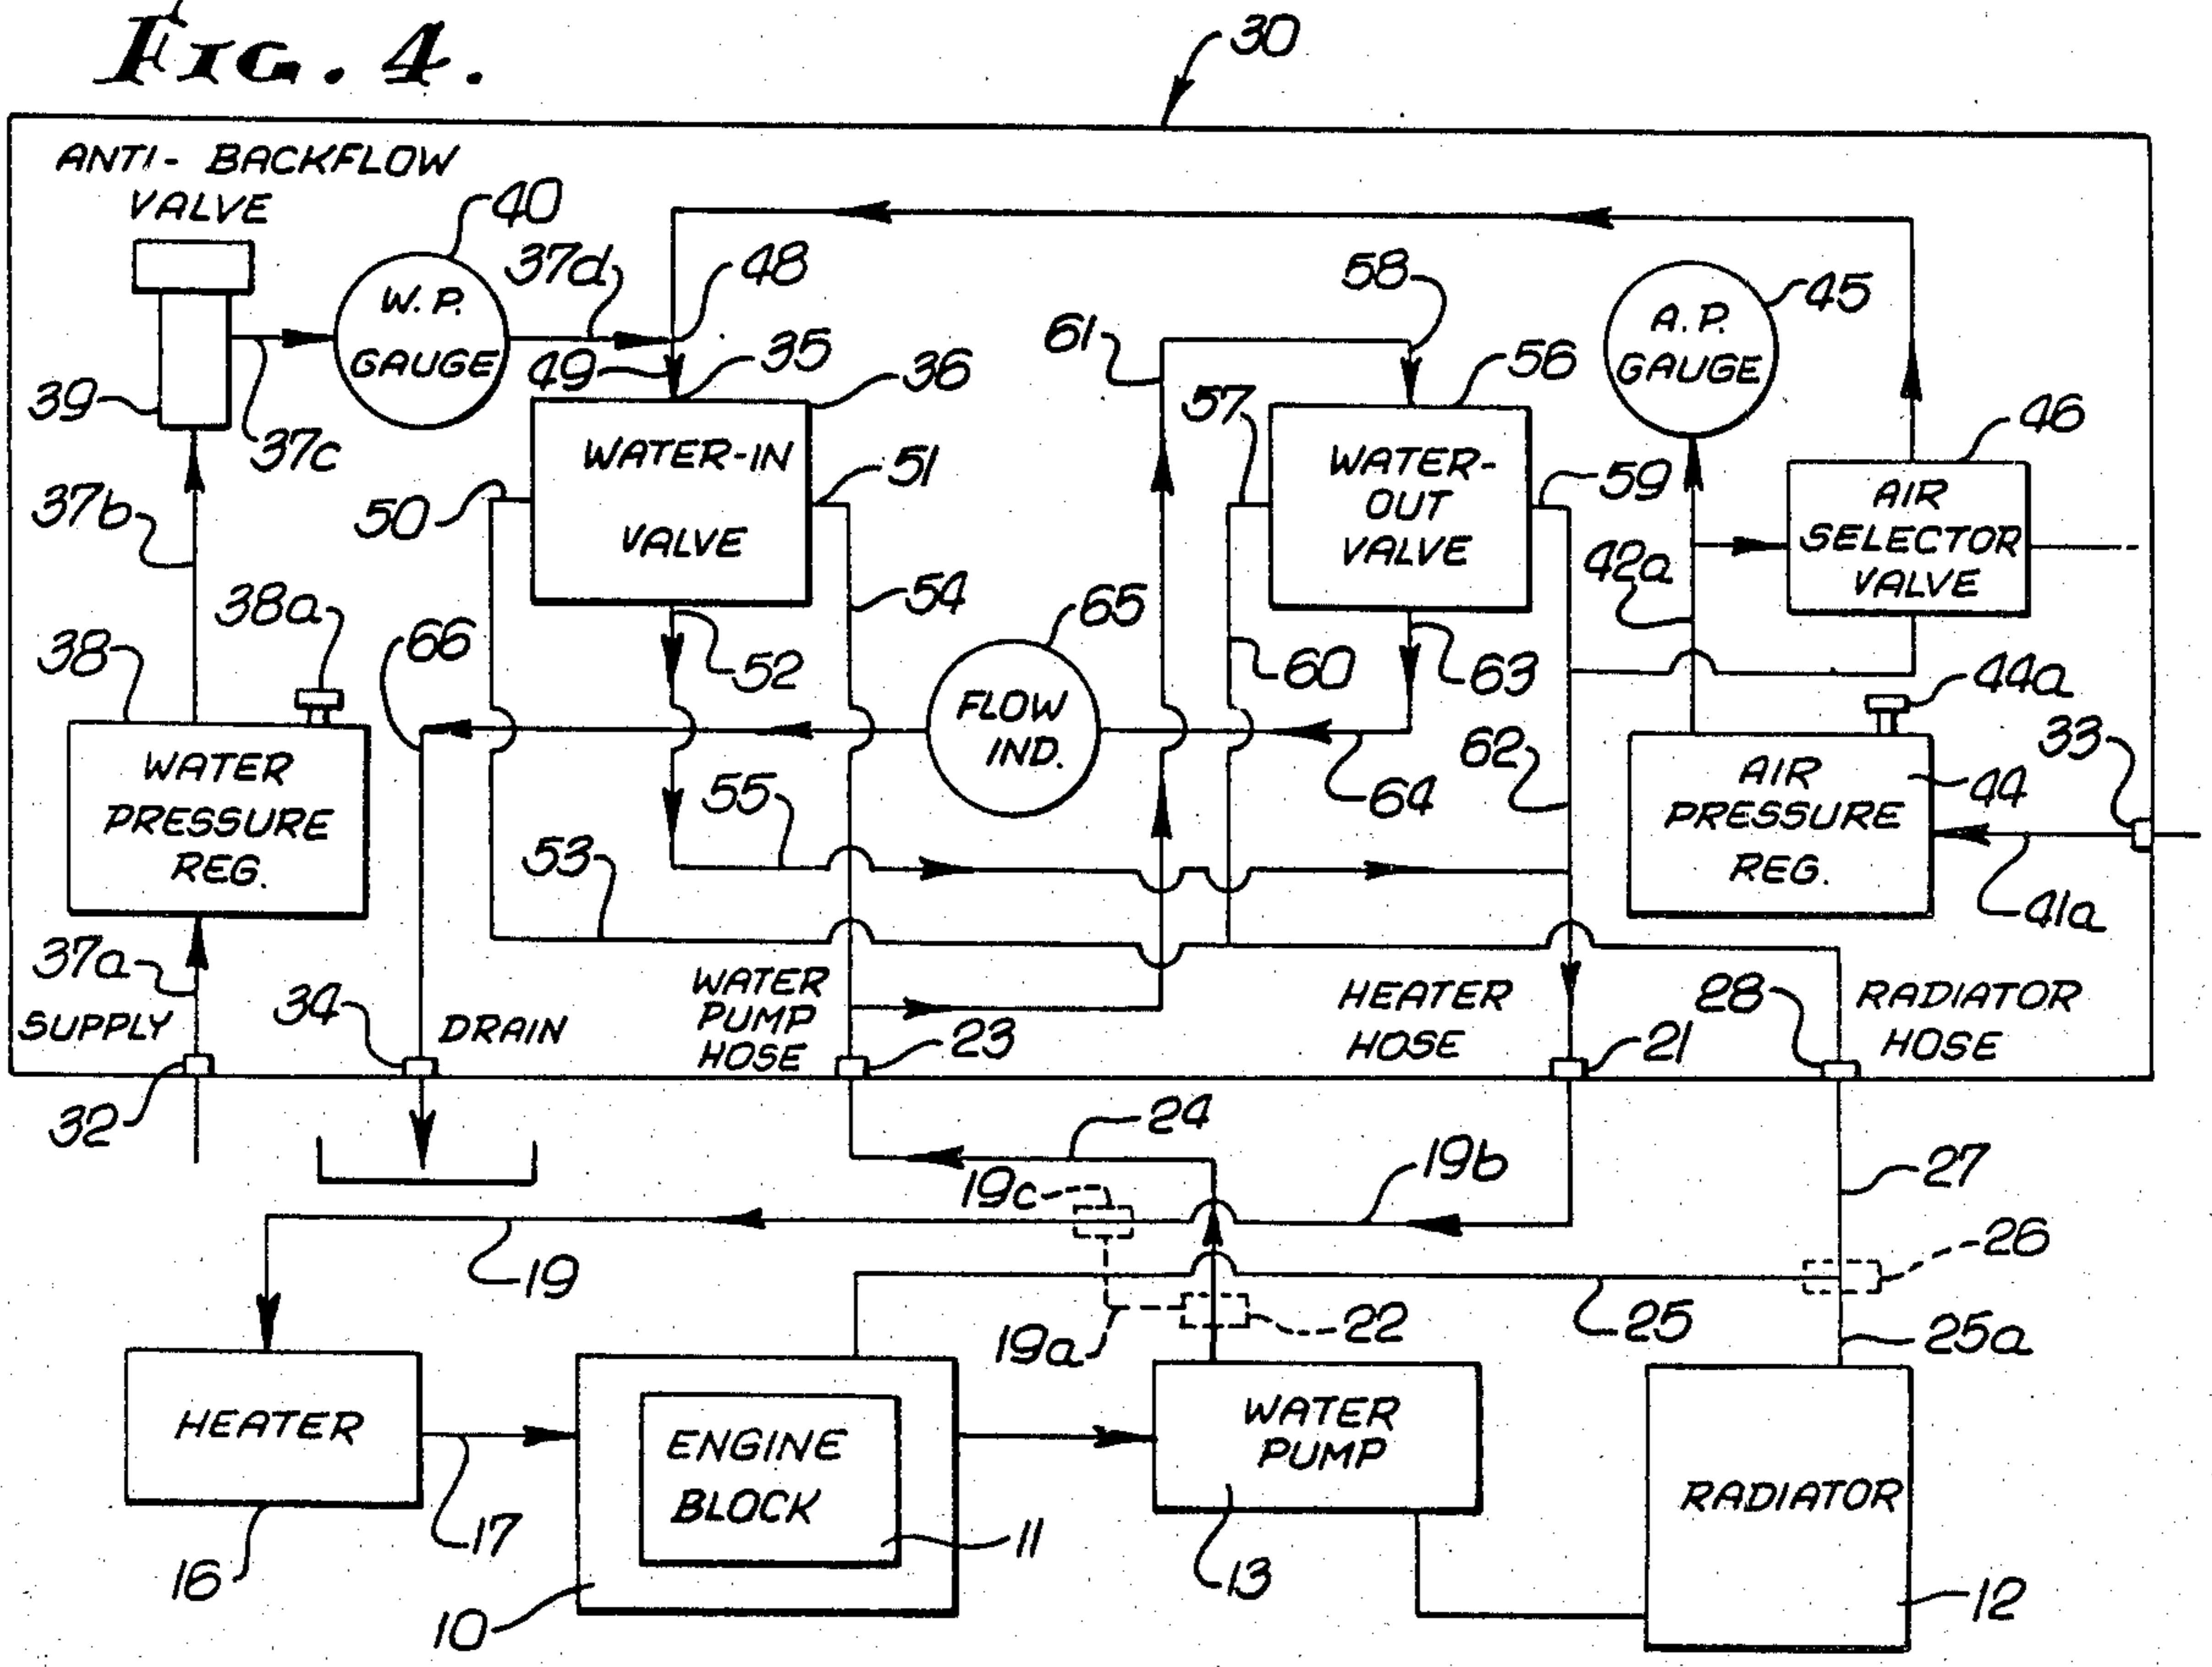 FIG. 4.
30
ANTI- BACKFLOW
VALVE
40
W.P.
GAUGE
37d
48
49
35
36
39
37c
37b
50
WATER-IN
VALVE
51
54
52
61
58
56
57
WATER-
OUT
VALVE
59
60
63
45
A.P.
GAUGE
46
AIR
SELECTOR
VALVE
42a
38a
38
66
65
FLOW
IND.
64
62
44a
33
WATER
PRESSURE
REG.
55
53
AIR
PRESSURE
REG.
44
41a
37a
SUPPLY
34
DRAIN
WATER
PUMP
HOSE
23
HEATER
HOSE
21
28
RADIATOR
HOSE
32
24
19c
19b
27
26
19
19a
22
25
25a
HEATER
ENGINE
BLOCK
WATER
PUMP
RADIATOR
17
16
11
10
13
12